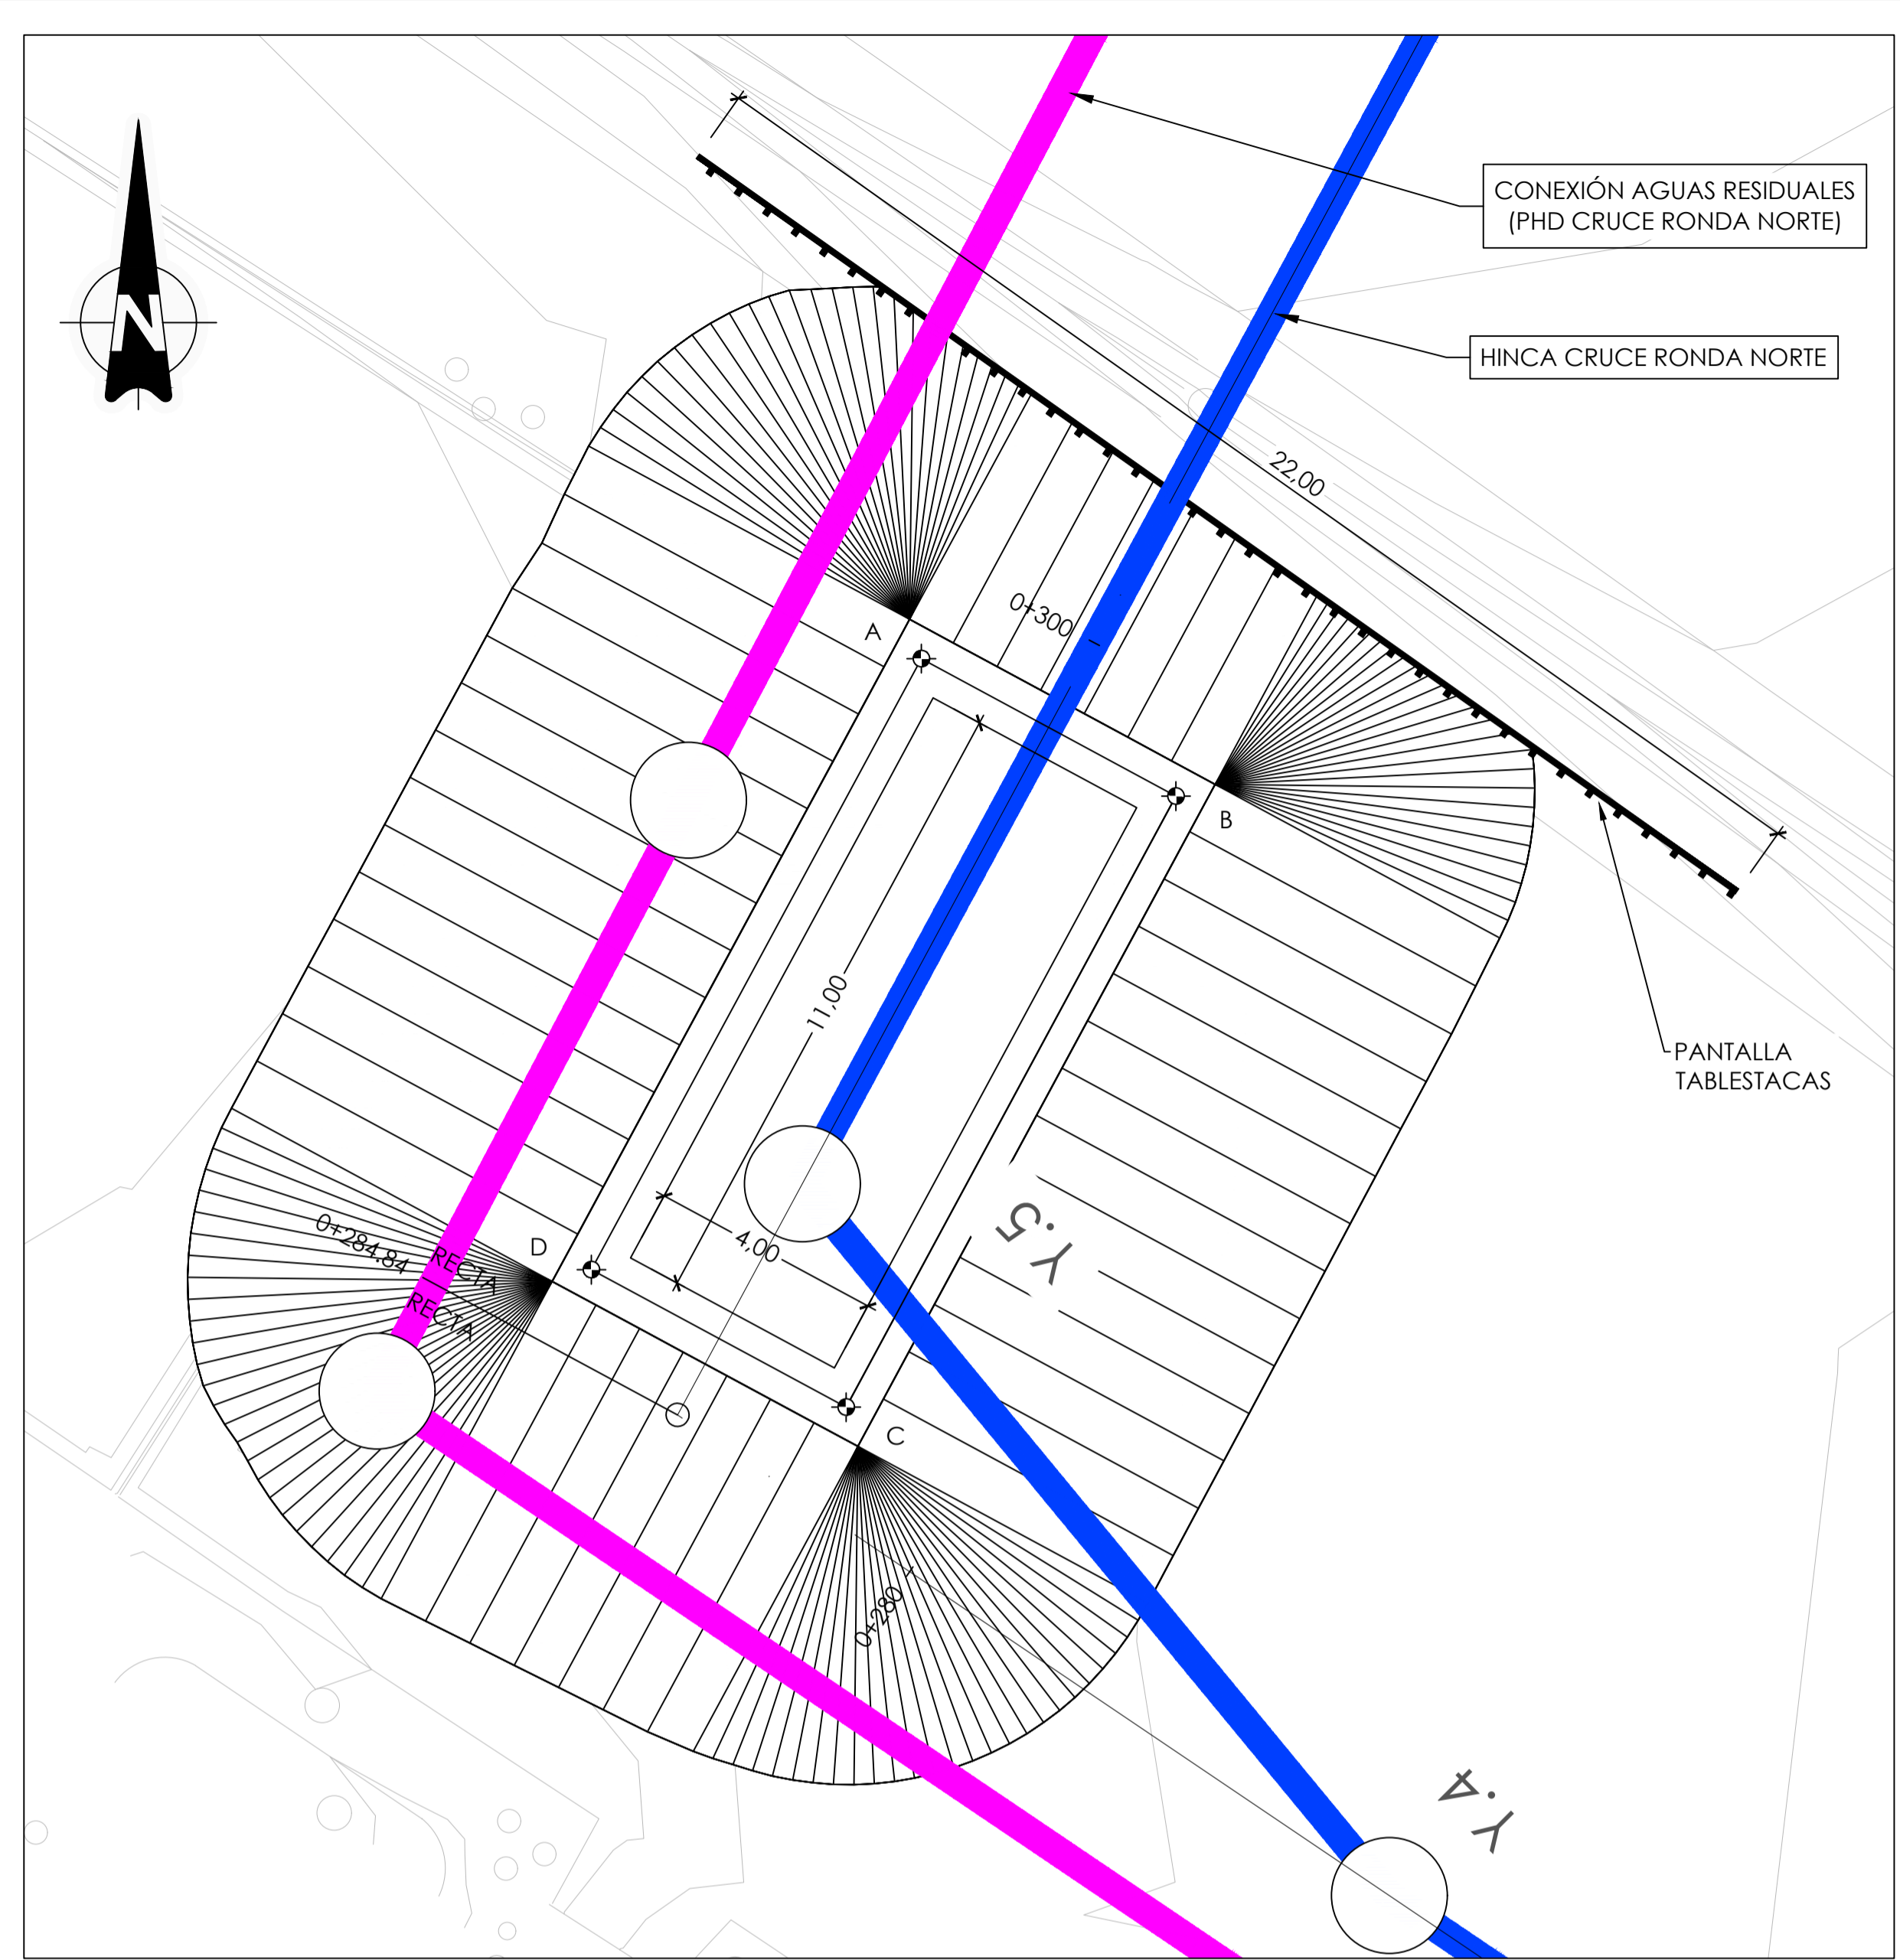 N
CONEXIÓN AGUAS RESIDUALES
(PHD CRUCE RONDA NORTE)
HINCA CRUCE RONDA NORTE
22,00
0+300
A
B
11,00
PANTALLA
TABLESTACAS
Y.5
D
4,00
0+284.84
RECTA
RECTA
C
0+280
Y.4